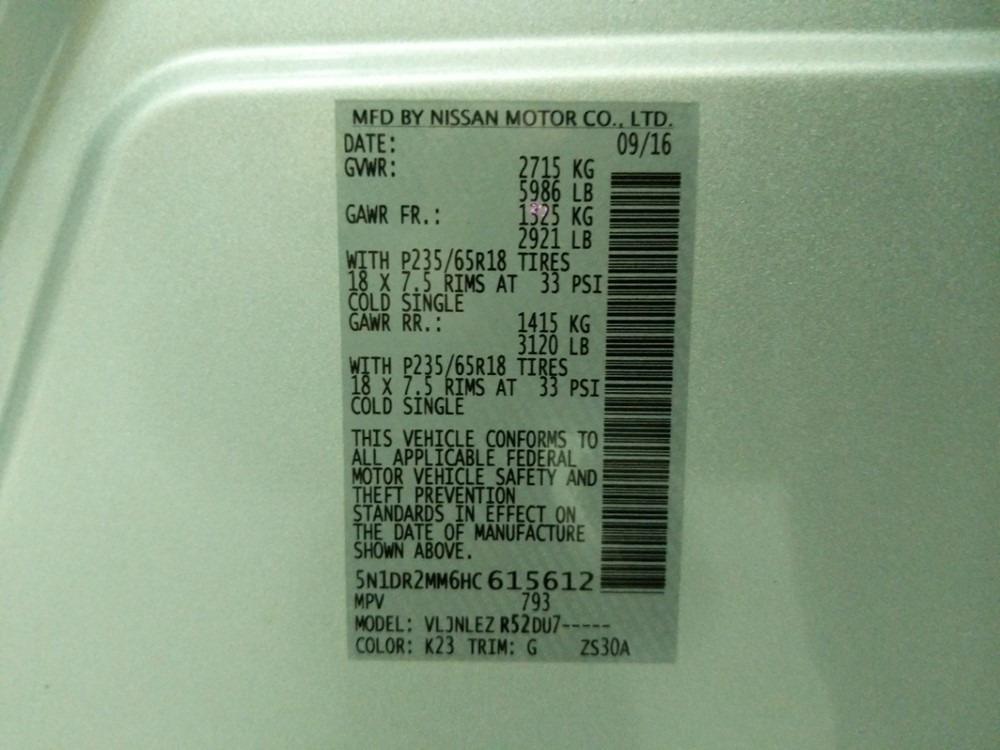 MFD BY NISSAN MOTOR CO., LTD.
DATE: 09/16
GVWR: 2715 KG
5986 LB
GAWR FR.: 1325 KG
2921 LB
WITH P235/65R18 TIRES
18 X 7.5 RIMS AT 33 PSI
COLD SINGLE
GAWR RR.: 1415 KG
3120 LB
WITH P235/65R18 TIRES
18 X 7.5 RIMS AT 33 PSI
COLD SINGLE
THIS VEHICLE CONFORMS TO
ALL APPLICABLE FEDERAL
MOTOR VEHICLE SAFETY AND
THEFT PREVENTION
STANDARDS IN EFFECT ON
THE DATE OF MANUFACTURE
SHOWN ABOVE.
5N1DR2MM6HC615612
MPV 793
MODEL: VLJNLEZ R52DU7-----
COLOR: K23 TRIM: G ZS30A